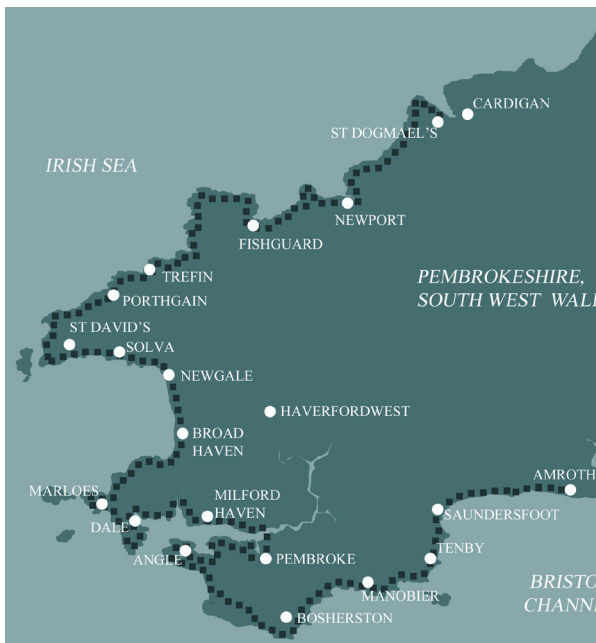 CARDIGAN
ST DOGMAEL'S
IRISH SEA
NEWPORT
FISHGUARD
TREFIN
PEMBROKESHIRE,
SOUTH WEST WAL
PORTHGAIN
ST DAVID'S
SOLVA
NEWGALE
HAVERFORDWEST
BROAD
HAVEN
AMROTH
MARLOES
MILFORD
HAVEN
SAUNDERSFOOT
DALE
TENBY
ANGLE
PEMBROKE
MANOBIER
BRISTO
CHANN
BOSHERSTON